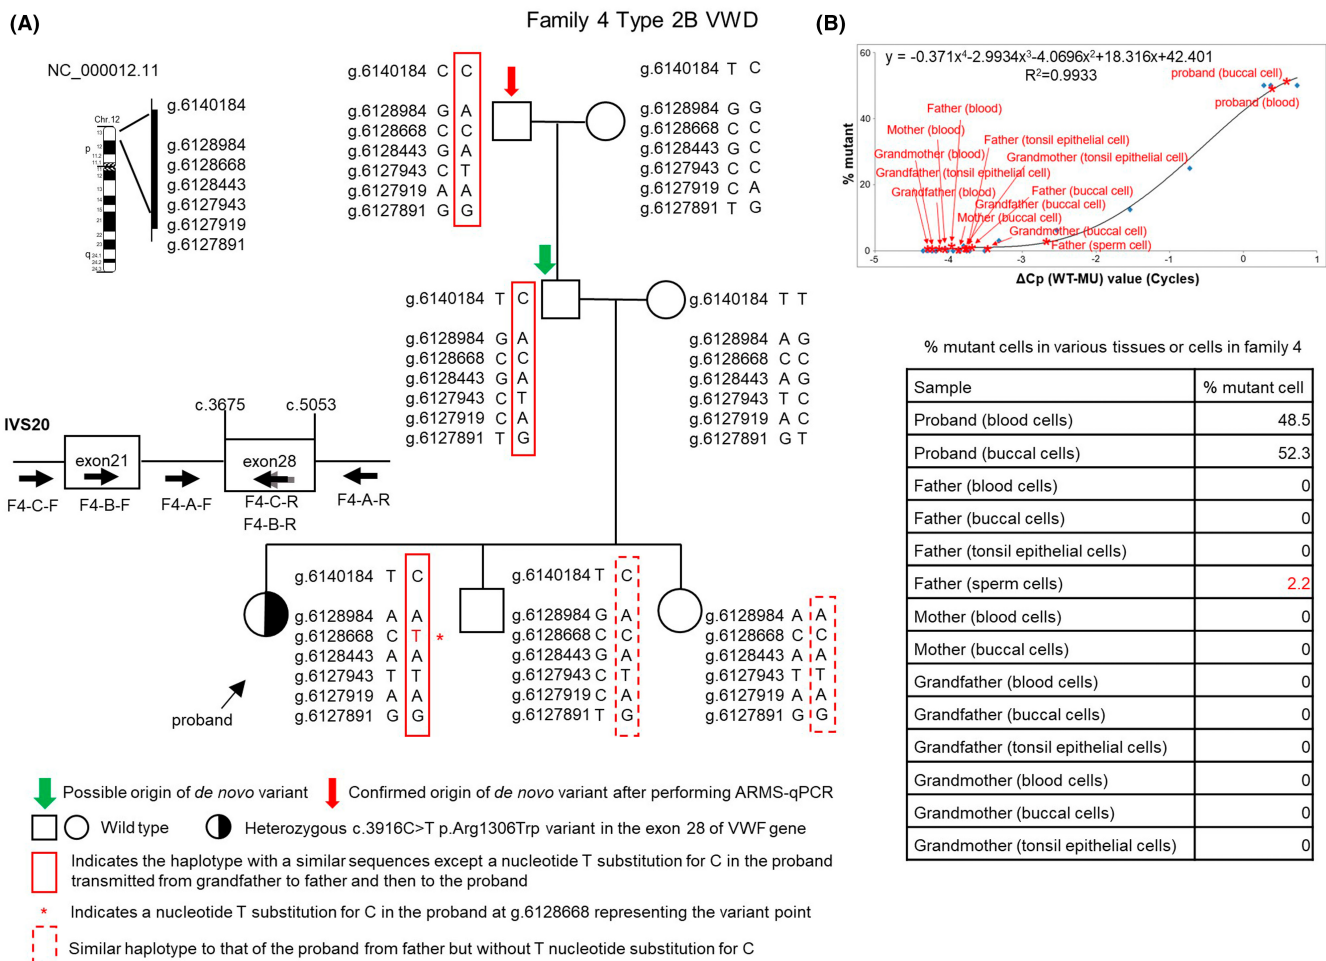 (A)
Family 4 Type 2B VWD
(B)
NC_000012.11
Chr. 12
p
q
g.6140184
g.6128984
g.6128668
g.6128443
g.6127943
g.6127919
g.6127891
g.6140184 C C
g.6128984 G A
g.6128668 C C
g.6128443 G A
g.6127943 C T
g.6127919 A A
g.6127891 G G
g.6140184 T C
g.6128984 G G
g.6128668 C C
g.6128443 G C
g.6127943 C C
g.6127919 C A
g.6127891 T G
g.6140184 T C
g.6128984 G A
g.6128668 C C
g.6128443 G A
g.6127943 C T
g.6127919 C A
g.6127891 T G
g.6140184 T T
g.6128984 A G
g.6128668 C C
g.6128443 A G
g.6127943 T C
g.6127919 A C
g.6127891 G T
IVS20
c.3675
c.5053
exon21
exon28
F4-C-F
F4-B-F
F4-A-F
F4-C-R
F4-B-R
F4-A-R
g.6140184 T C
g.6128984 A A
g.6128668 C T *
g.6128443 A A
g.6127943 T T
g.6127919 A A
g.6127891 G G
g.6140184 T C
g.6128984 G A
g.6128668 C C
g.6128443 G A
g.6127943 C T
g.6127919 C A
g.6127891 T G
g.6128984 A A
g.6128668 C C
g.6128443 A A
g.6127943 T T
g.6127919 A A
g.6127891 G G
proband
Possible origin of de novo variant
Confirmed origin of de novo variant after performing ARMS-qPCR
Wild type
Heterozygous c.3916C>T p.Arg1306Trp variant in the exon 28 of VWF gene
Indicates the haplotype with a similar sequences except a nucleotide T substitution for C in the proband
transmitted from grandfather to father and then to the proband
* Indicates a nucleotide T substitution for C in the proband at g.6128668 representing the variant point
Similar haplotype to that of the proband from father but without T nucleotide substitution for C
y = -0.371x⁴-2.9934x³-4.0696x²+18.316x+42.401
R²=0.9933
% mutant
60
40
20
0
-5
-4
-3
-2
-1
0
1
ΔCp (WT-MU) value (Cycles)
proband (buccal cell)
proband (blood)
Father (blood)
Mother (blood)
Father (tonsil epithelial cell)
Grandmother (blood)
Grandmother (tonsil epithelial cell)
Grandfather (tonsil epithelial cell)
Grandfather (blood)
Father (buccal cell)
Grandfather (buccal cell)
Mother (buccal cell)
Grandmother (buccal cell)
Father (sperm cell)
% mutant cells in various tissues or cells in family 4
Sample % mutant cell
Proband (blood cells) 48.5
Proband (buccal cells) 52.3
Father (blood cells) 0
Father (buccal cells) 0
Father (tonsil epithelial cells) 0
Father (sperm cells) 2.2
Mother (blood cells) 0
Mother (buccal cells) 0
Grandfather (blood cells) 0
Grandfather (buccal cells) 0
Grandfather (tonsil epithelial cells) 0
Grandmother (blood cells) 0
Grandmother (buccal cells) 0
Grandmother (tonsil epithelial cells) 0